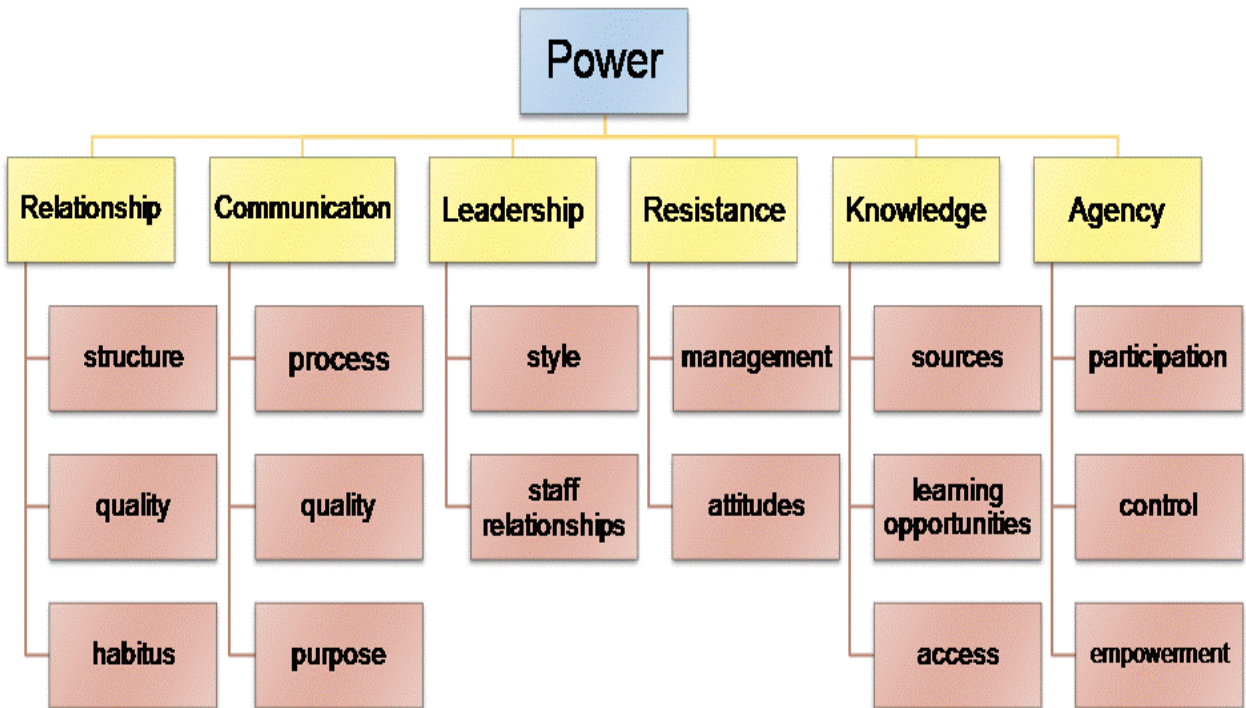 Power
Relationship
Communication
Leadership
Resistance
Knowledge
Agency
structure
process
style
management
sources
participation
quality
quality
staff
relationships
attitudes
learning
opportunities
control
habitus
purpose
access
empowerment